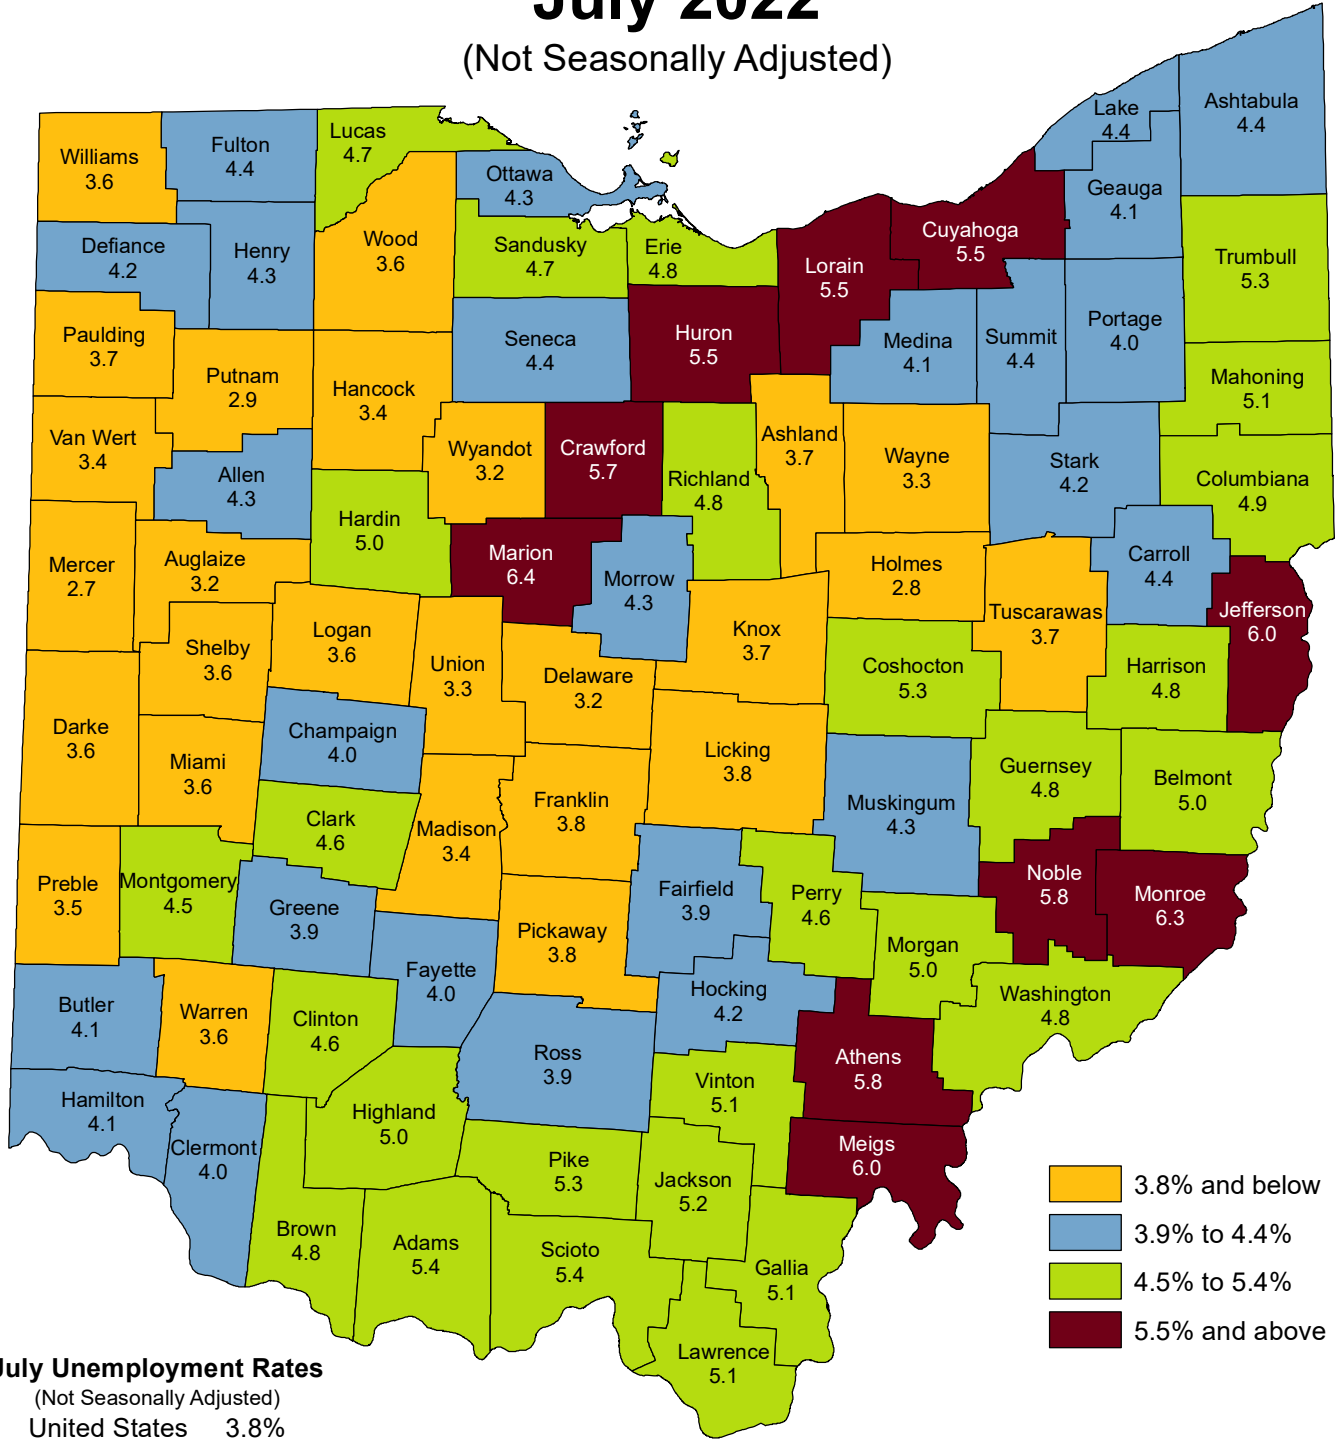 July 2022
(Not Seasonally Adjusted)
Williams
3.6
Fulton
4.4
Lucas
4.7
Ottawa
4.3
Lake
4.4
Ashtabula
4.4
Geauga
4.1
Defiance
4.2
Henry
4.3
Wood
3.6
Sandusky
4.7
Erie
4.8
Lorain
5.5
Cuyahoga
5.5
Trumbull
5.3
Paulding
3.7
Putnam
2.9
Hancock
3.4
Seneca
4.4
Huron
5.5
Medina
4.1
Summit
4.4
Portage
4.0
Mahoning
5.1
Van Wert
3.4
Allen
4.3
Wyandot
3.2
Crawford
5.7
Richland
4.8
Ashland
3.7
Wayne
3.3
Stark
4.2
Columbiana
4.9
Mercer
2.7
Auglaize
3.2
Hardin
5.0
Marion
6.4
Morrow
4.3
Holmes
2.8
Tuscarawas
3.7
Carroll
4.4
Jefferson
6.0
Shelby
3.6
Logan
3.6
Union
3.3
Delaware
3.2
Knox
3.7
Coshocton
5.3
Harrison
4.8
Darke
3.6
Miami
3.6
Champaign
4.0
Licking
3.8
Muskingum
4.3
Guernsey
4.8
Belmont
5.0
Clark
4.6
Madison
3.4
Franklin
3.8
Preble
3.5
Montgomery
4.5
Greene
3.9
Pickaway
3.8
Fairfield
3.9
Perry
4.6
Morgan
5.0
Noble
5.8
Monroe
6.3
Butler
4.1
Warren
3.6
Clinton
4.6
Fayette
4.0
Ross
3.9
Hocking
4.2
Athens
5.8
Washington
4.8
Hamilton
4.1
Clermont
4.0
Highland
5.0
Vinton
5.1
Pike
5.3
Jackson
5.2
Meigs
6.0
Brown
4.8
Adams
5.4
Scioto
5.4
Gallia
5.1
Lawrence
5.1
3.8% and below
3.9% to 4.4%
4.5% to 5.4%
5.5% and above
July Unemployment Rates
(Not Seasonally Adjusted)
United States 3.8%